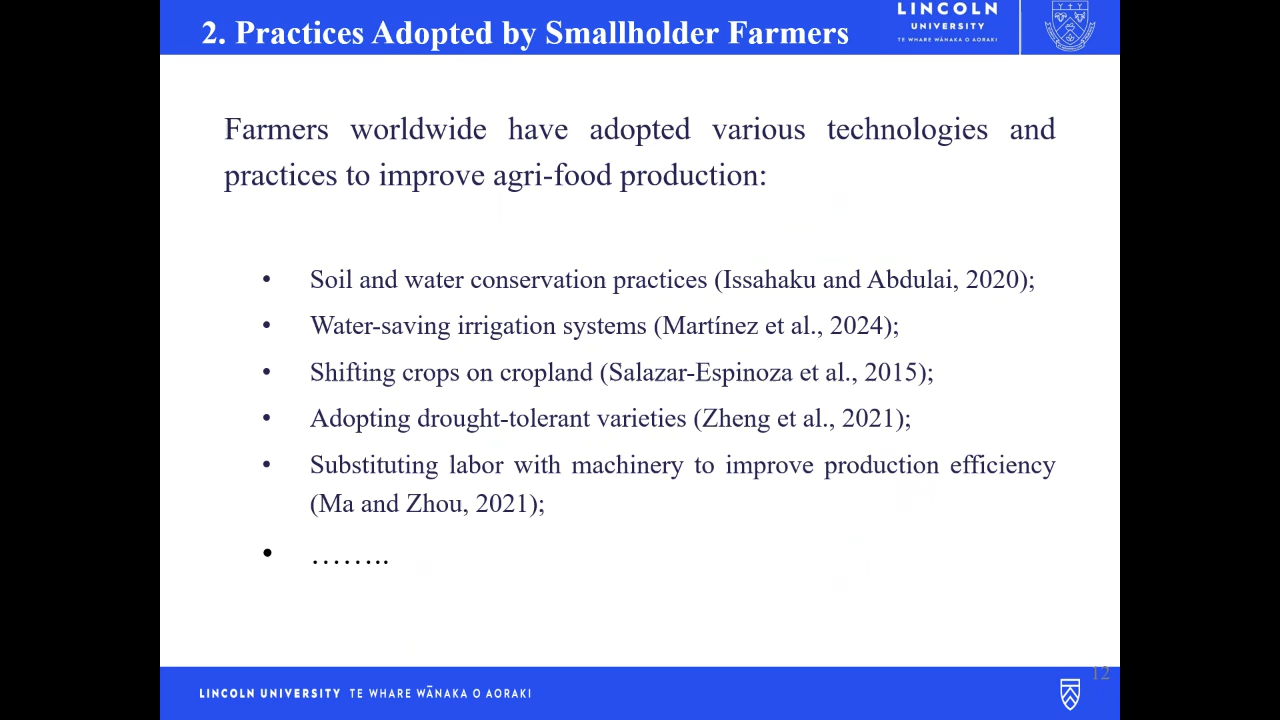 2. Practices Adopted by Smallholder Farmers
LINCOLN
UNIVERSITY
TE WHARE WĀNAKA O AORAKI
Farmers worldwide have adopted various technologies and
practices to improve agri-food production:
• Soil and water conservation practices (Issahaku and Abdulai, 2020);
• Water-saving irrigation systems (Martínez et al., 2024);
• Shifting crops on cropland (Salazar-Espinoza et al., 2015);
• Adopting drought-tolerant varieties (Zheng et al., 2021);
• Substituting labor with machinery to improve production efficiency
(Ma and Zhou, 2021);
• ……..
12
LINCOLN UNIVERSITY TE WHARE WĀNAKA O AORAKI